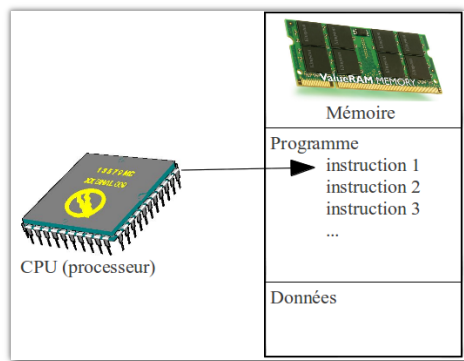 ValueRAM MEMORY
Mémoire
Programme
instruction 1
instruction 2
instruction 3
...
CPU (processeur)
Données